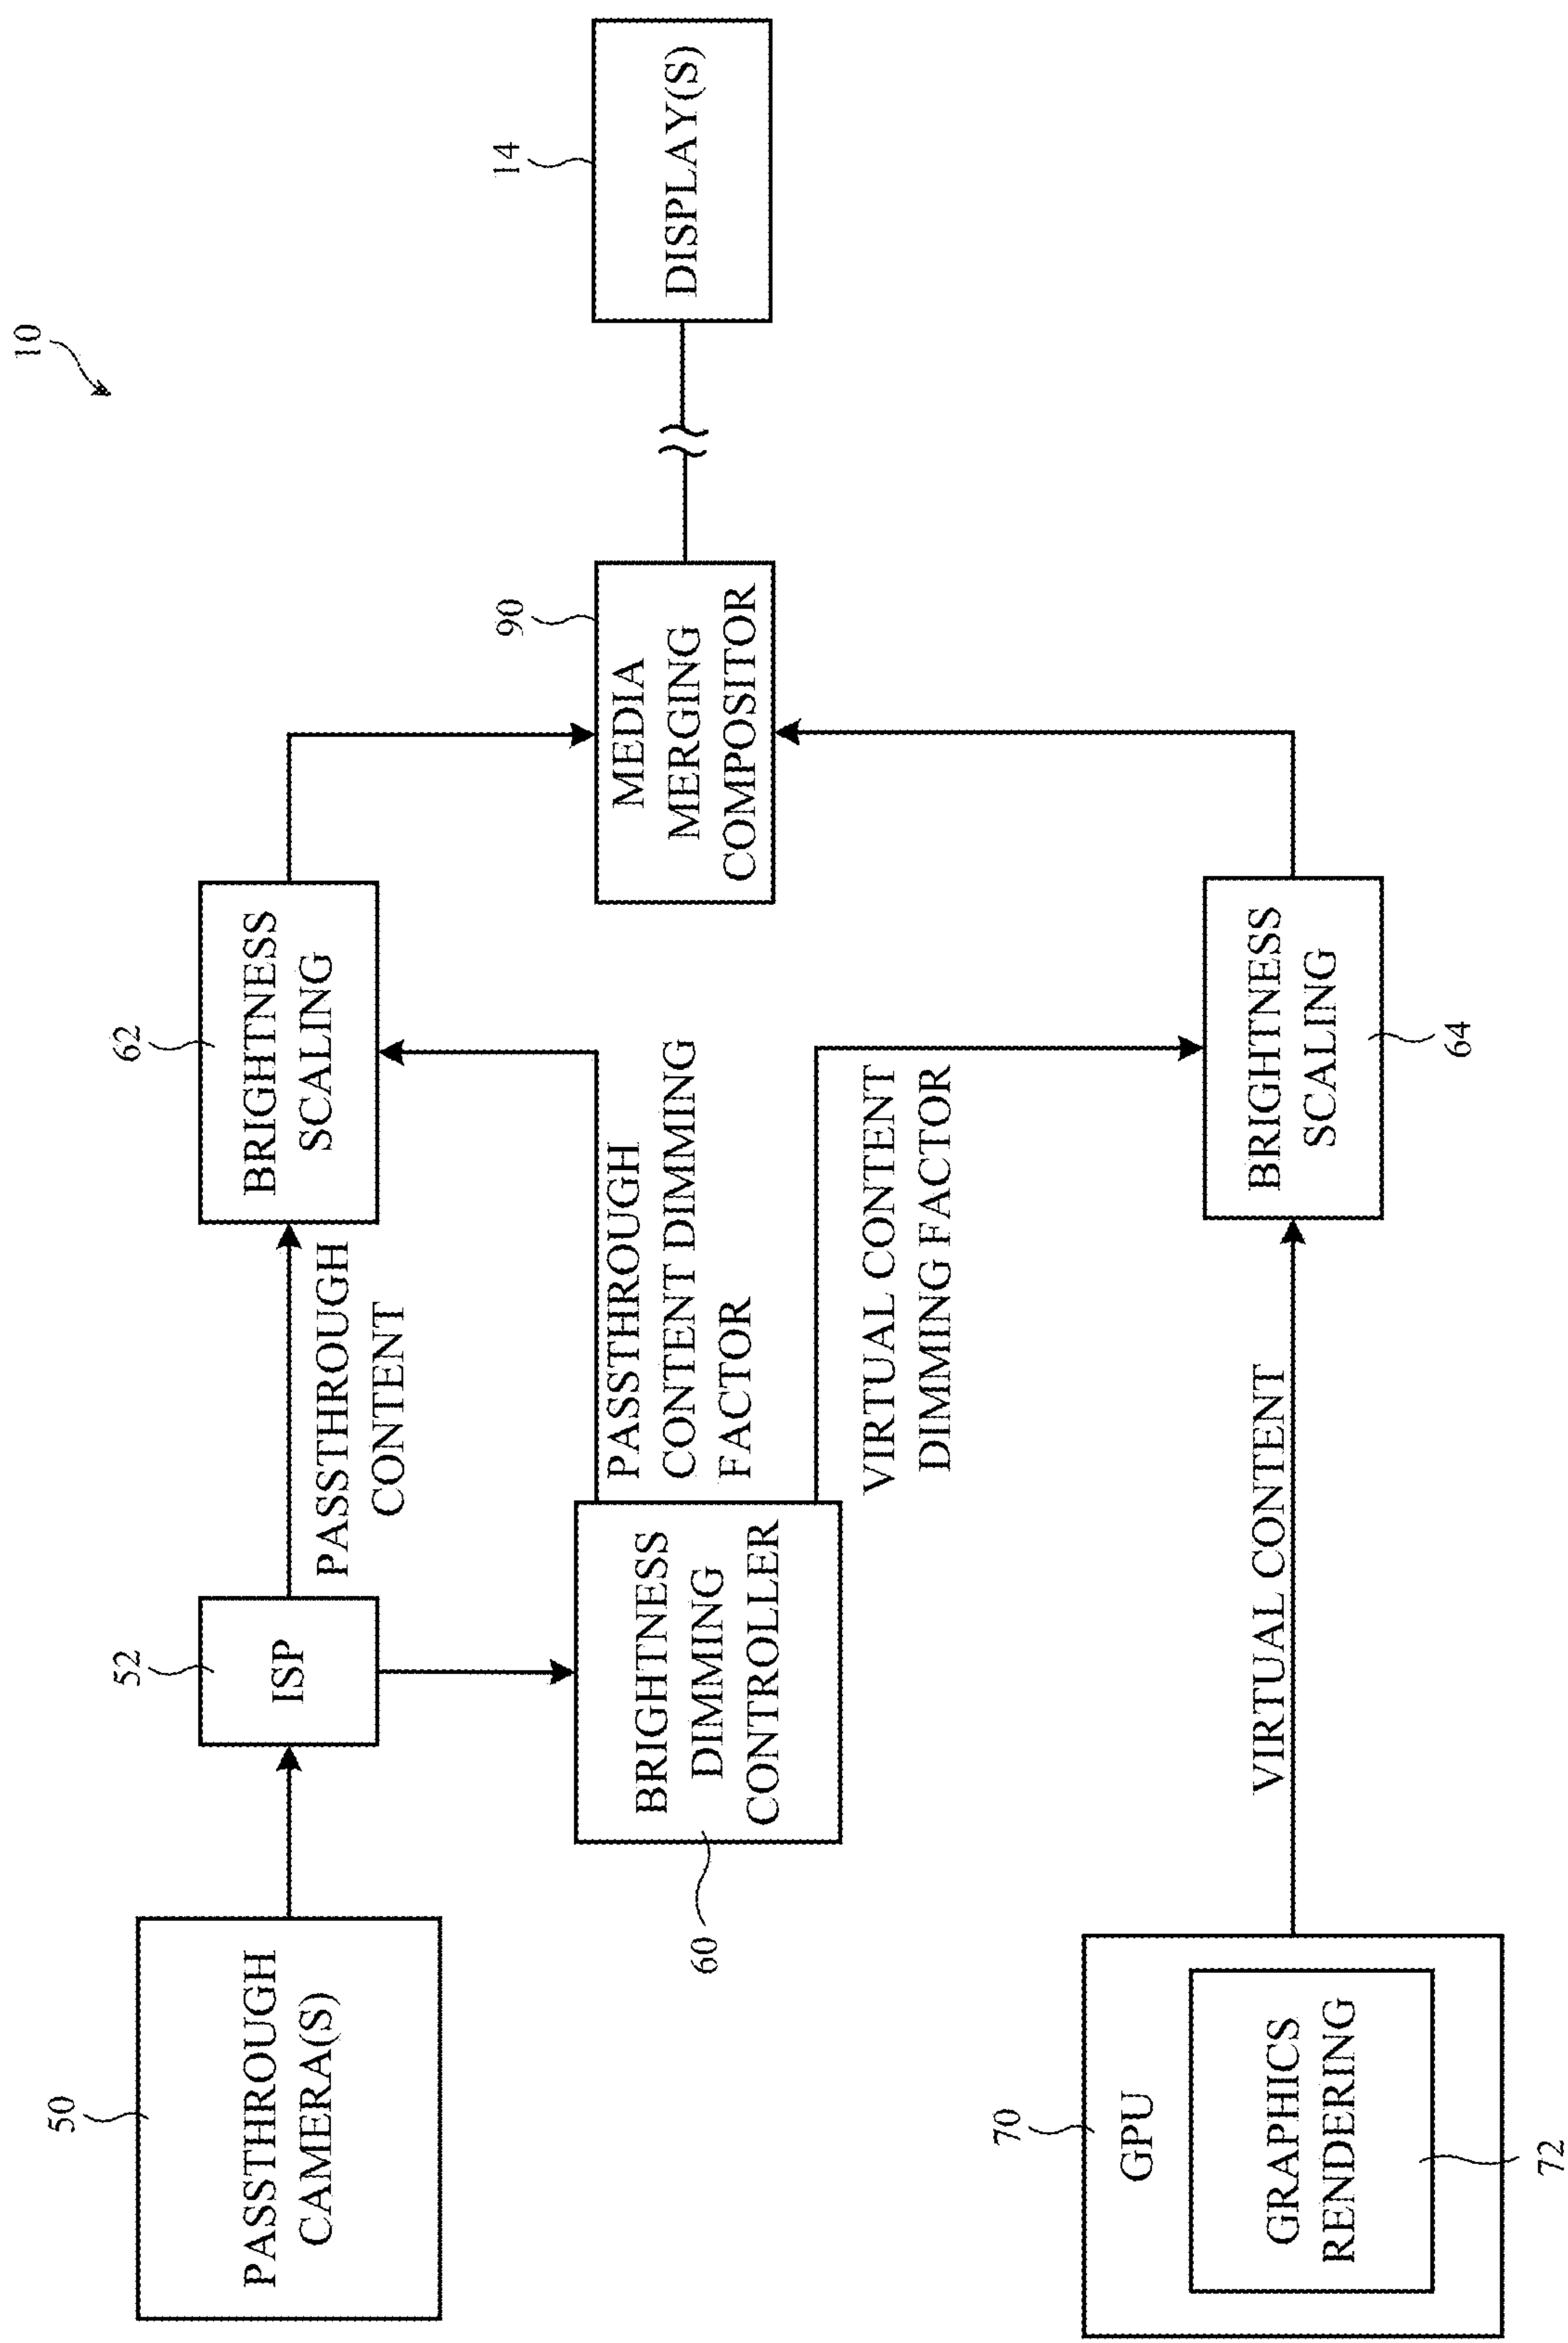 10
50
PASSTHROUGH
CAMERA(S)
52
ISP
PASSTHROUGH
CONTENT
62
BRIGHTNESS
SCALING
60
BRIGHTNESS
DIMMING
CONTROLLER
PASSTHROUGH
CONTENT DIMMING
FACTOR
VIRTUAL CONTENT
DIMMING FACTOR
90
MEDIA
MERGING
COMPOSITOR
14
DISPLAY(S)
70
GPU
GRAPHICS
RENDERING
72
VIRTUAL CONTENT
BRIGHTNESS
SCALING
64